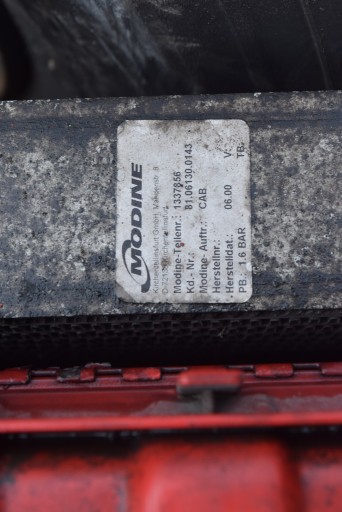 MODINE
Modine-Teilenr.: 1337856
Kd.- Nr.: 81.06130.0143
Modine- Auftr.: CAB
Herstellnr.:
Herstelldat.: 06.00 V:
PB : 1.6 BAR TB: